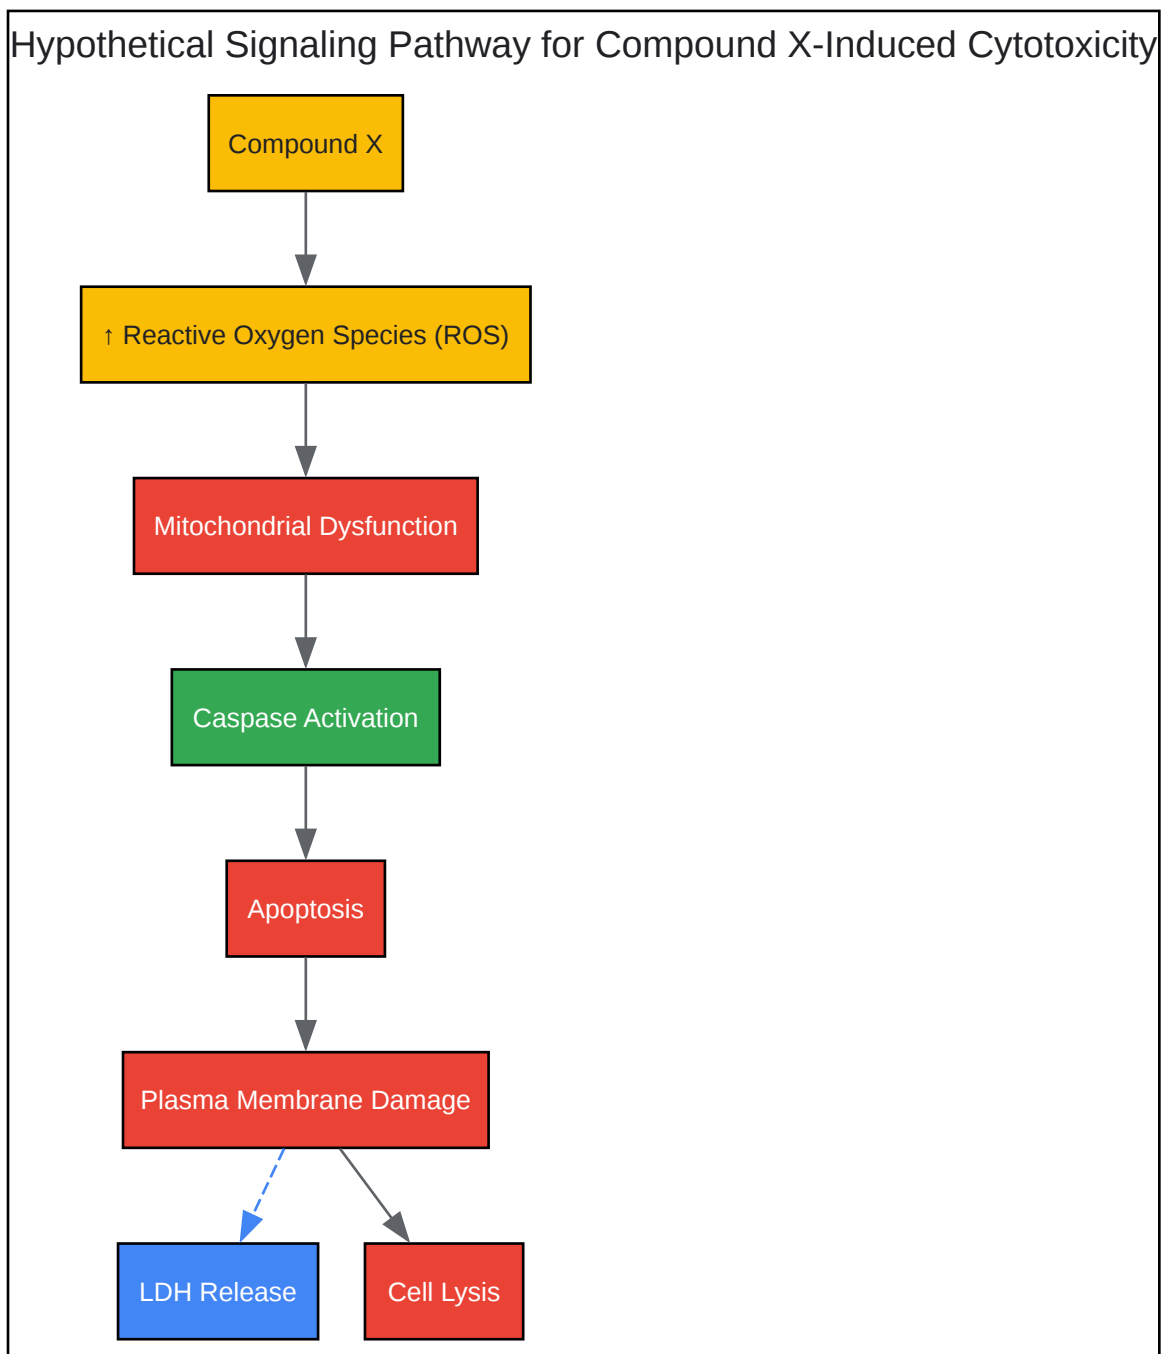 Hypothetical Signaling Pathway for Compound X-Induced Cytotoxicity
Compound X
↑ Reactive Oxygen Species (ROS)
Mitochondrial Dysfunction
Caspase Activation
Apoptosis
Plasma Membrane Damage
LDH Release
Cell Lysis